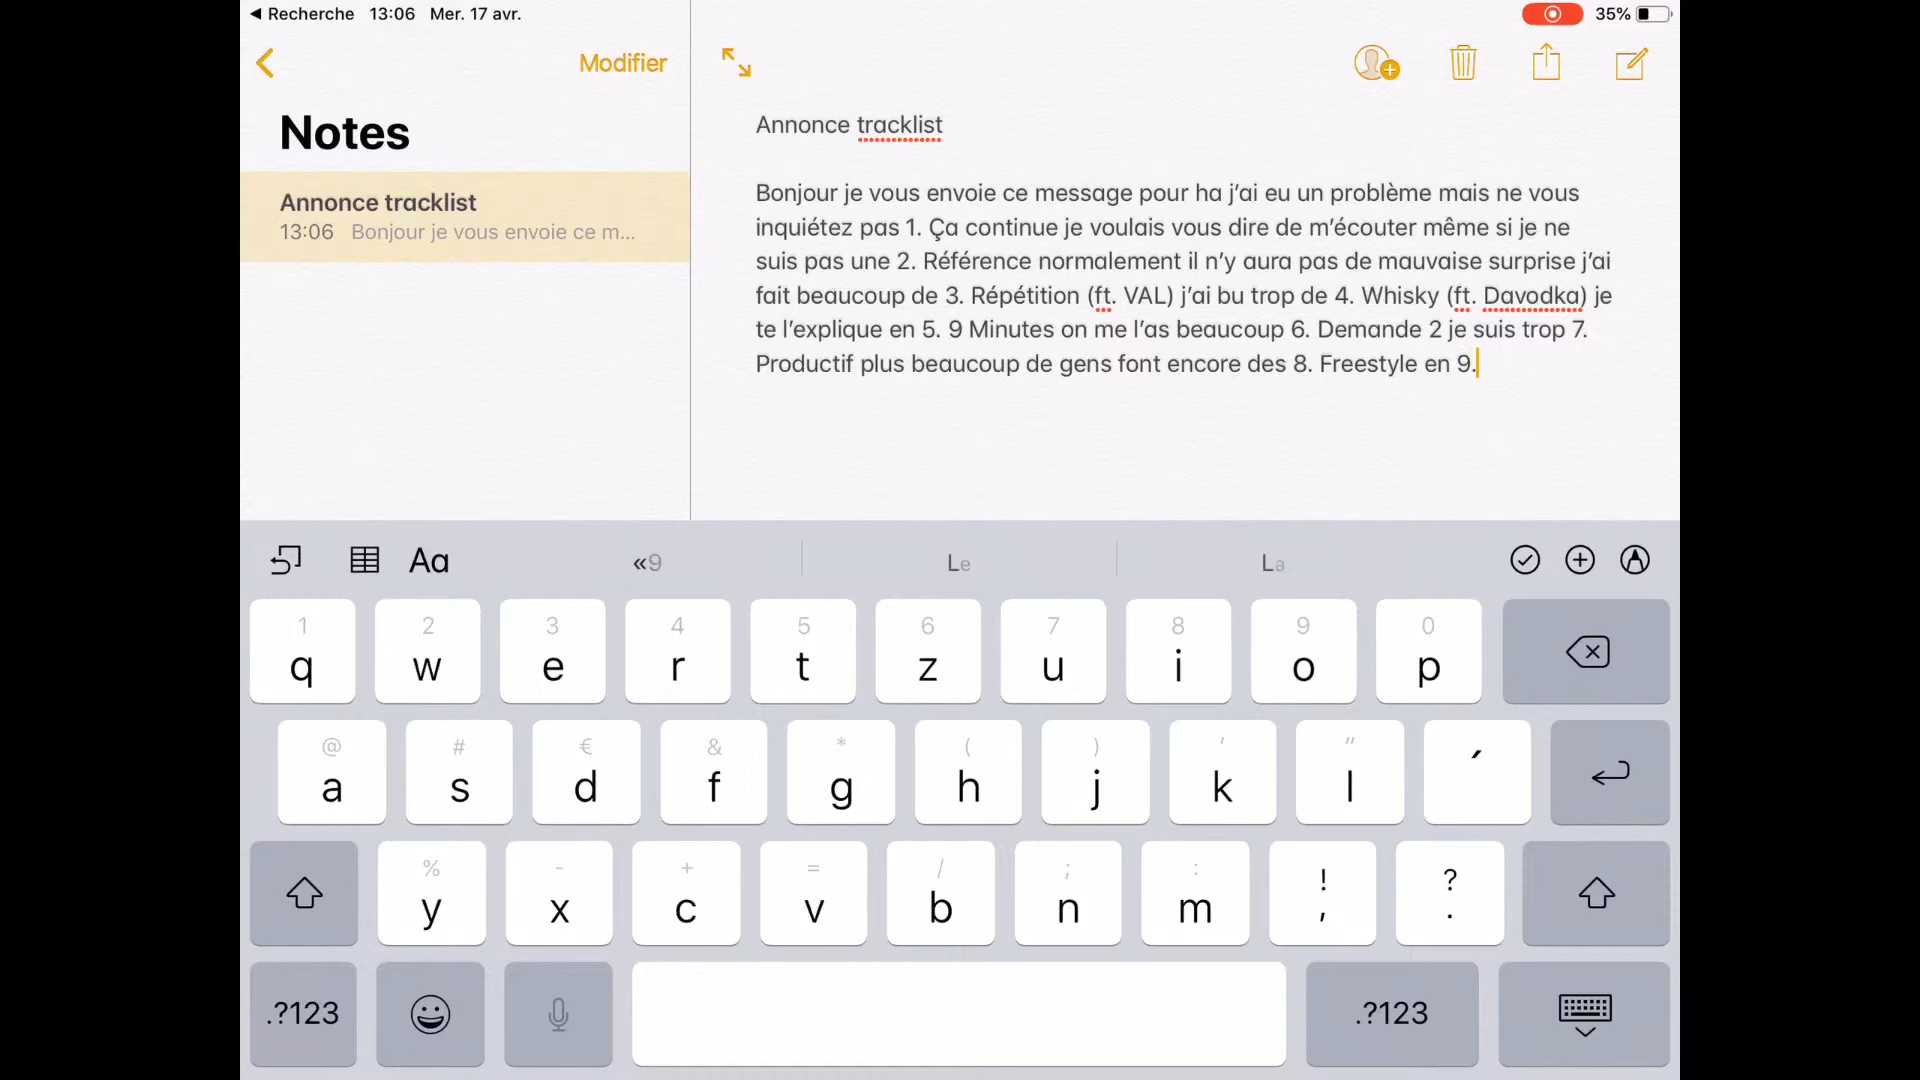 ◀ Recherche 13:06 Mer. 17 avr. 35%
Modifier
Notes
Annonce tracklist
13:06 Bonjour je vous envoie ce m...
Annonce tracklist
Bonjour je vous envoie ce message pour ha j’ai eu un problème mais ne vous
inquiétez pas 1. Ça continue je voulais vous dire de m’écouter même si je ne
suis pas une 2. Référence normalement il n’y aura pas de mauvaise surprise j’ai
fait beaucoup de 3. Répétition (ft. VAL) j’ai bu trop de 4. Whisky (ft. Davodka) je
te l’explique en 5. 9 Minutes on me l’as beaucoup 6. Demande 2 je suis trop 7.
Productif plus beaucoup de gens font encore des 8. Freestyle en 9.
Aa «9 Le La
1 2 3 4 5 6 7 8 9 0
q w e r t z u i o p
@ # € & * ( ) ' "
a s d f g h j k l ´
% - + = / ; : ! ?
y x c v b n m , .
.?123 .?123